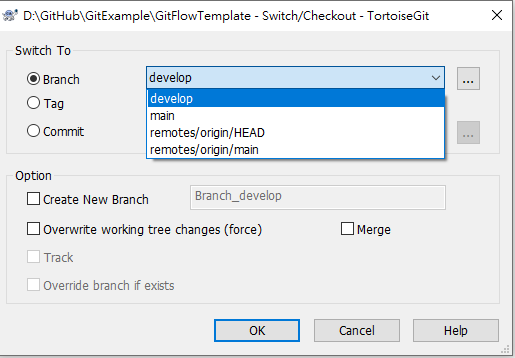 D:\GitHub\GitExample\GitFlowTemplate - Switch/Checkout - TortoiseGit
Switch To
Branch
develop
...
develop
Tag
main
remotes/origin/HEAD
Commit
...
remotes/origin/main
Option
Create New Branch
Branch_develop
Overwrite working tree changes (force)
Merge
Track
Override branch if exists
OK
Cancel
Help